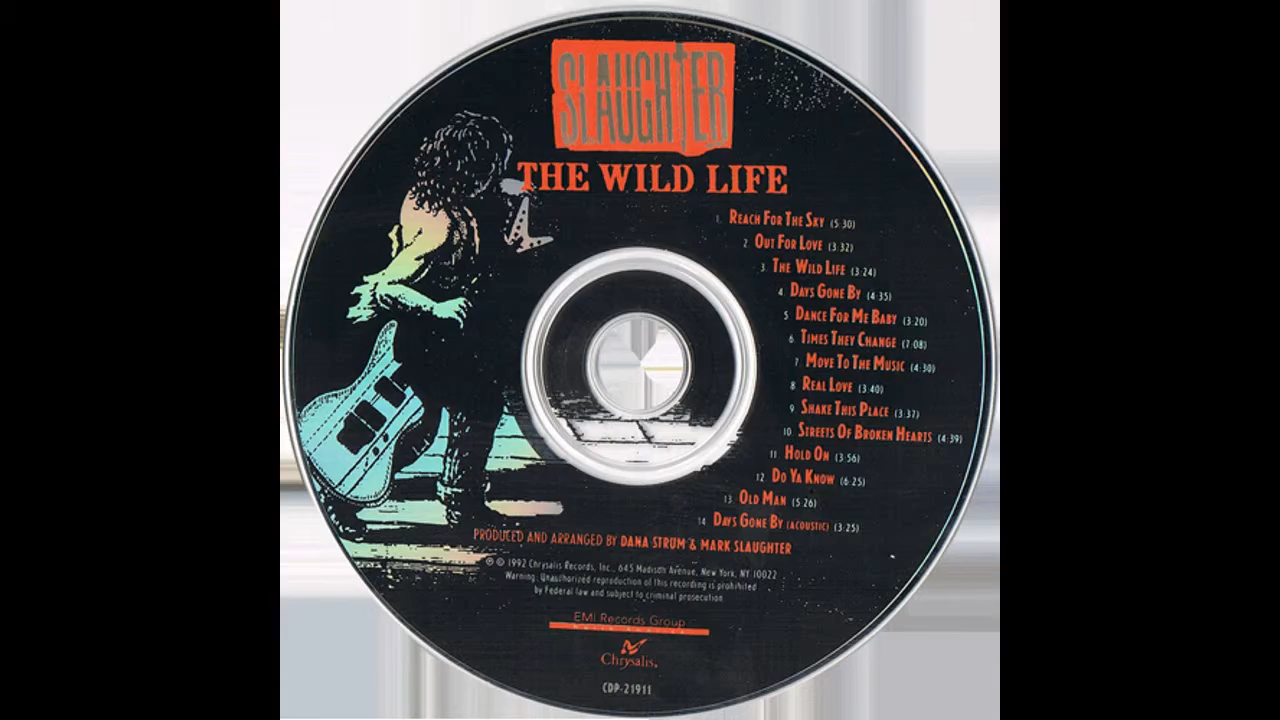 SLAUGHTER
THE WILD LIFE
1. REACH FOR THE SKY (5:30)
2. OUT FOR LOVE (3:32)
3. THE WILD LIFE (3:24)
4. DAYS GONE BY (4:35)
5 DANCE FOR ME BABY (3:20)
6. TIMES THEY CHANGE (7:08)
7 MOVE TO THE MUSIC (4:30)
8 REAL LOVE (3:40)
9 SHAKE THIS PLACE (3:37)
10 STREETS OF BROKEN HEARTS (4:39)
11 HOLD ON (3:56)
12 DO YA KNOW (6:25)
13 OLD MAN (5:26)
14 DAYS GONE BY (ACOUSTIC) (3:25)
PRODUCED AND ARRANGED BY DANA STRUM & MARK SLAUGHTER
℗ © 1992 Chrysalis Records, Inc., 645 Madison Avenue, New York, NY 10022
Warning: Unauthorized reproduction of this recording is prohibited
by Federal law and subject to criminal prosecution
EMI Records Group
Chrysalis.
CDP-21911